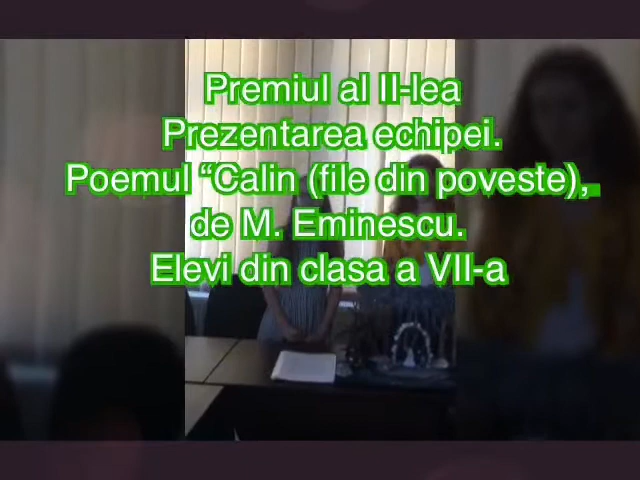 Premiul al II-lea
Prezentarea echipei.
Poemul “Calin (file din poveste),
de M. Eminescu.
Elevi din clasa a VII-a